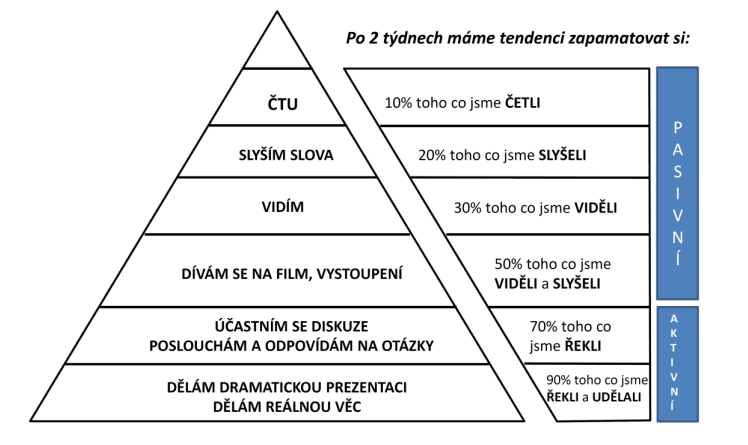 Po 2 týdnech máme tendenci zapamatovat si:
ČTU
10% toho co jsme ČETLI
SLYŠÍM SLOVA
20% toho co jsme SLYŠELI
VIDÍM
30% toho co jsme VIDĚLI
DÍVÁM SE NA FILM, VYSTOUPENÍ
50% toho co jsme
VIDĚLI a SLYŠELI
PASIVNÍ
ÚČASTNÍM SE DISKUZE
POSLOUCHÁM A ODPOVÍDÁM NA OTÁZKY
70% toho co
jsme ŘEKLI
DĚLÁM DRAMATICKOU PREZENTACI
DĚLÁM REÁLNOU VĚC
90% toho co jsme
ŘEKLI a UDĚLALI
AKTIVNÍ